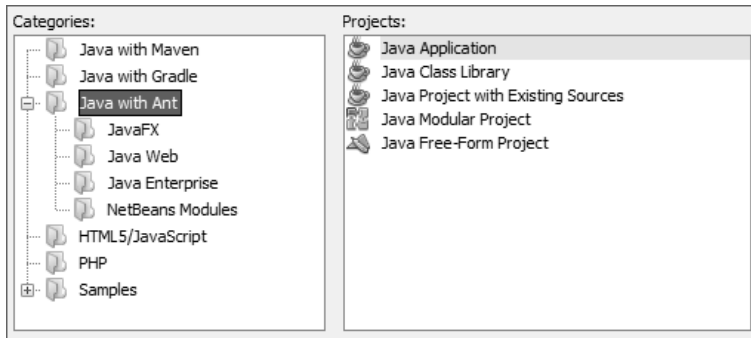 Categories:
Java with Maven
Java with Gradle
Java with Ant
JavaFX
Java Web
Java Enterprise
NetBeans Modules
HTML5/JavaScript
PHP
Samples
Projects:
Java Application
Java Class Library
Java Project with Existing Sources
Java Modular Project
Java Free-Form Project